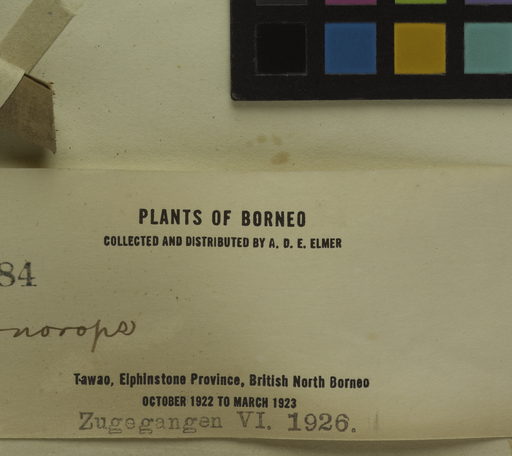 PLANTS OF BORNEO
COLLECTED AND DISTRIBUTED BY A. D. E. ELMER
84
Tawao, Elphinstone Province, British North Borneo
OCTOBER 1922 TO MARCH 1923
Zugegangen VI. 1926.